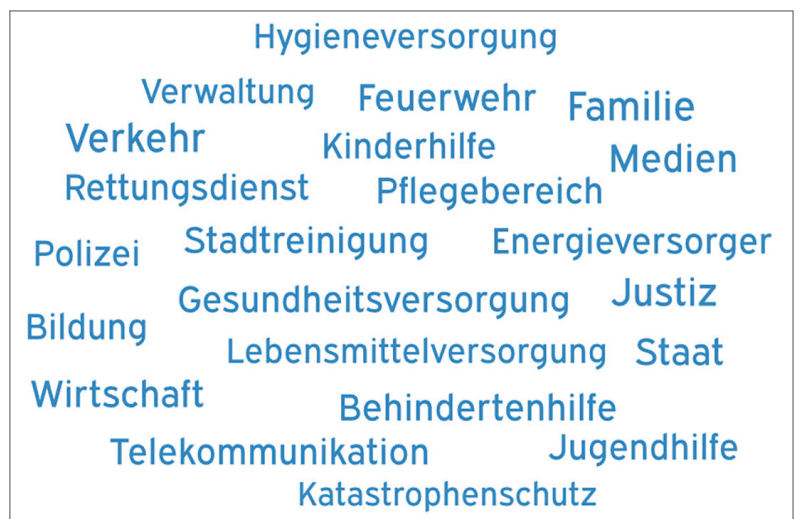 Hygieneversorgung
Verwaltung Feuerwehr Familie
Verkehr Kinderhilfe Medien
Rettungsdienst Pflegebereich
Polizei Stadtreinigung Energieversorger
Gesundheitsversorgung Justiz
Bildung Lebensmittelversorgung Staat
Wirtschaft Behindertenhilfe
Telekommunikation Jugendhilfe
Katastrophenschutz